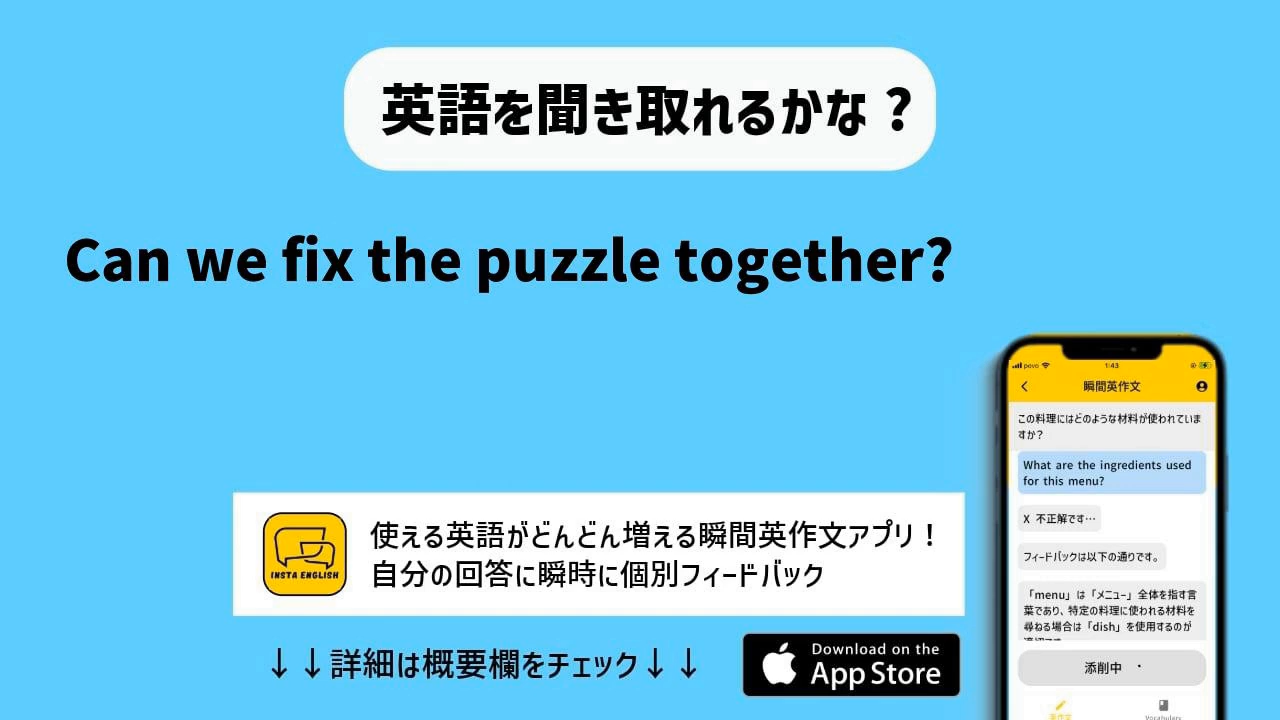 英語を聞き取れるかな？
Can we fix the puzzle together?
povo
1:43
瞬間英作文
この料理にはどのような材料が使われていま
すか？
What are the ingredients used
for this menu?
X 不正解です…
フィードバックは以下の通りです。
「menu」は「メニュー」全体を指す言
葉であり、特定の料理に使われる材料を
尋ねる場合は「dish」を使用するのが
添削中
英作文
Vocabulary
INSTA ENGLISH
使える英語がどんどん増える瞬間英作文アプリ！
自分の回答に瞬時に個別フィードバック
↓↓詳細は概要欄をチェック↓↓
Download on the
App Store